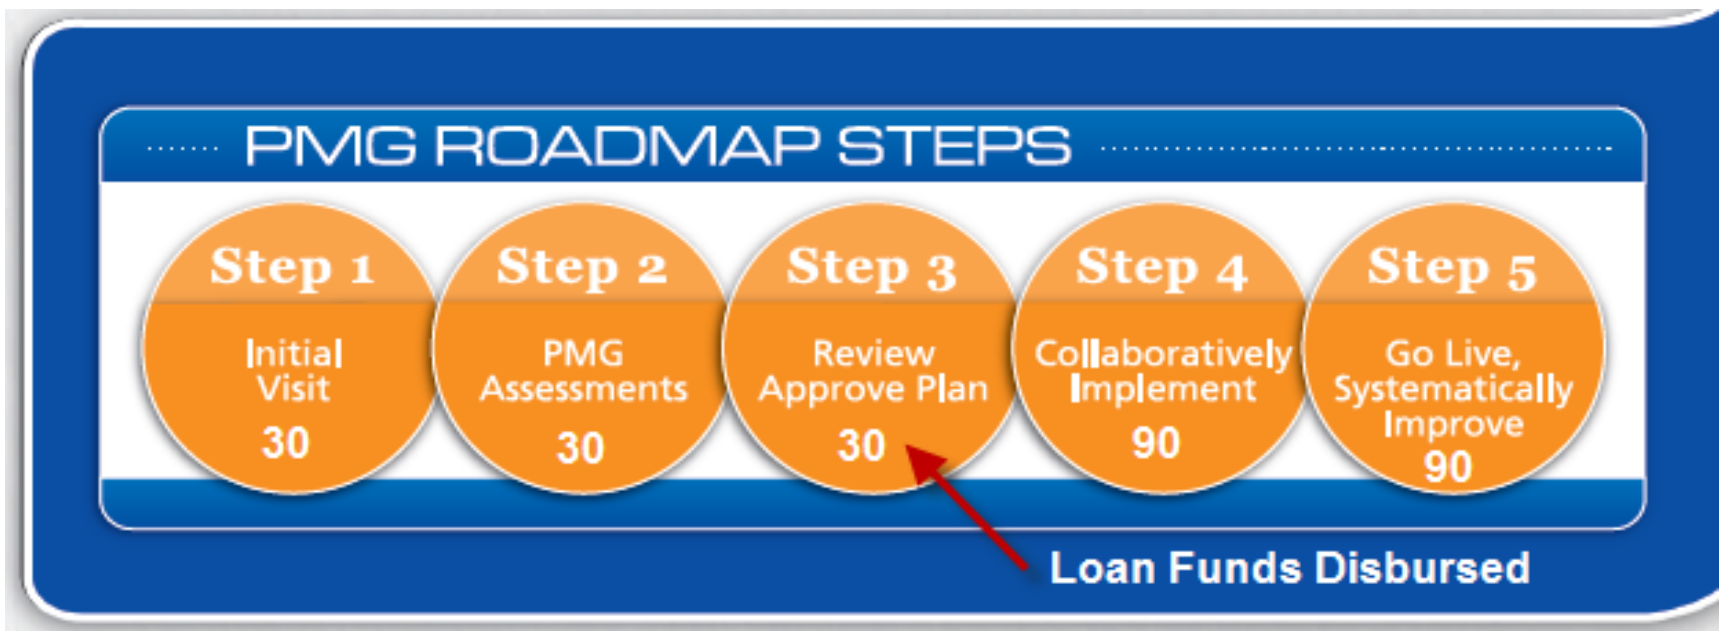 PMG ROADMAP STEPS
Step 1
Initial
Visit
30
Step 2
PMG
Assessments
30
Step 3
Review
Approve Plan
30
Step 4
Collaboratively
Implement
90
Step 5
Go Live,
Systematically
Improve
90
Loan Funds Disbursed